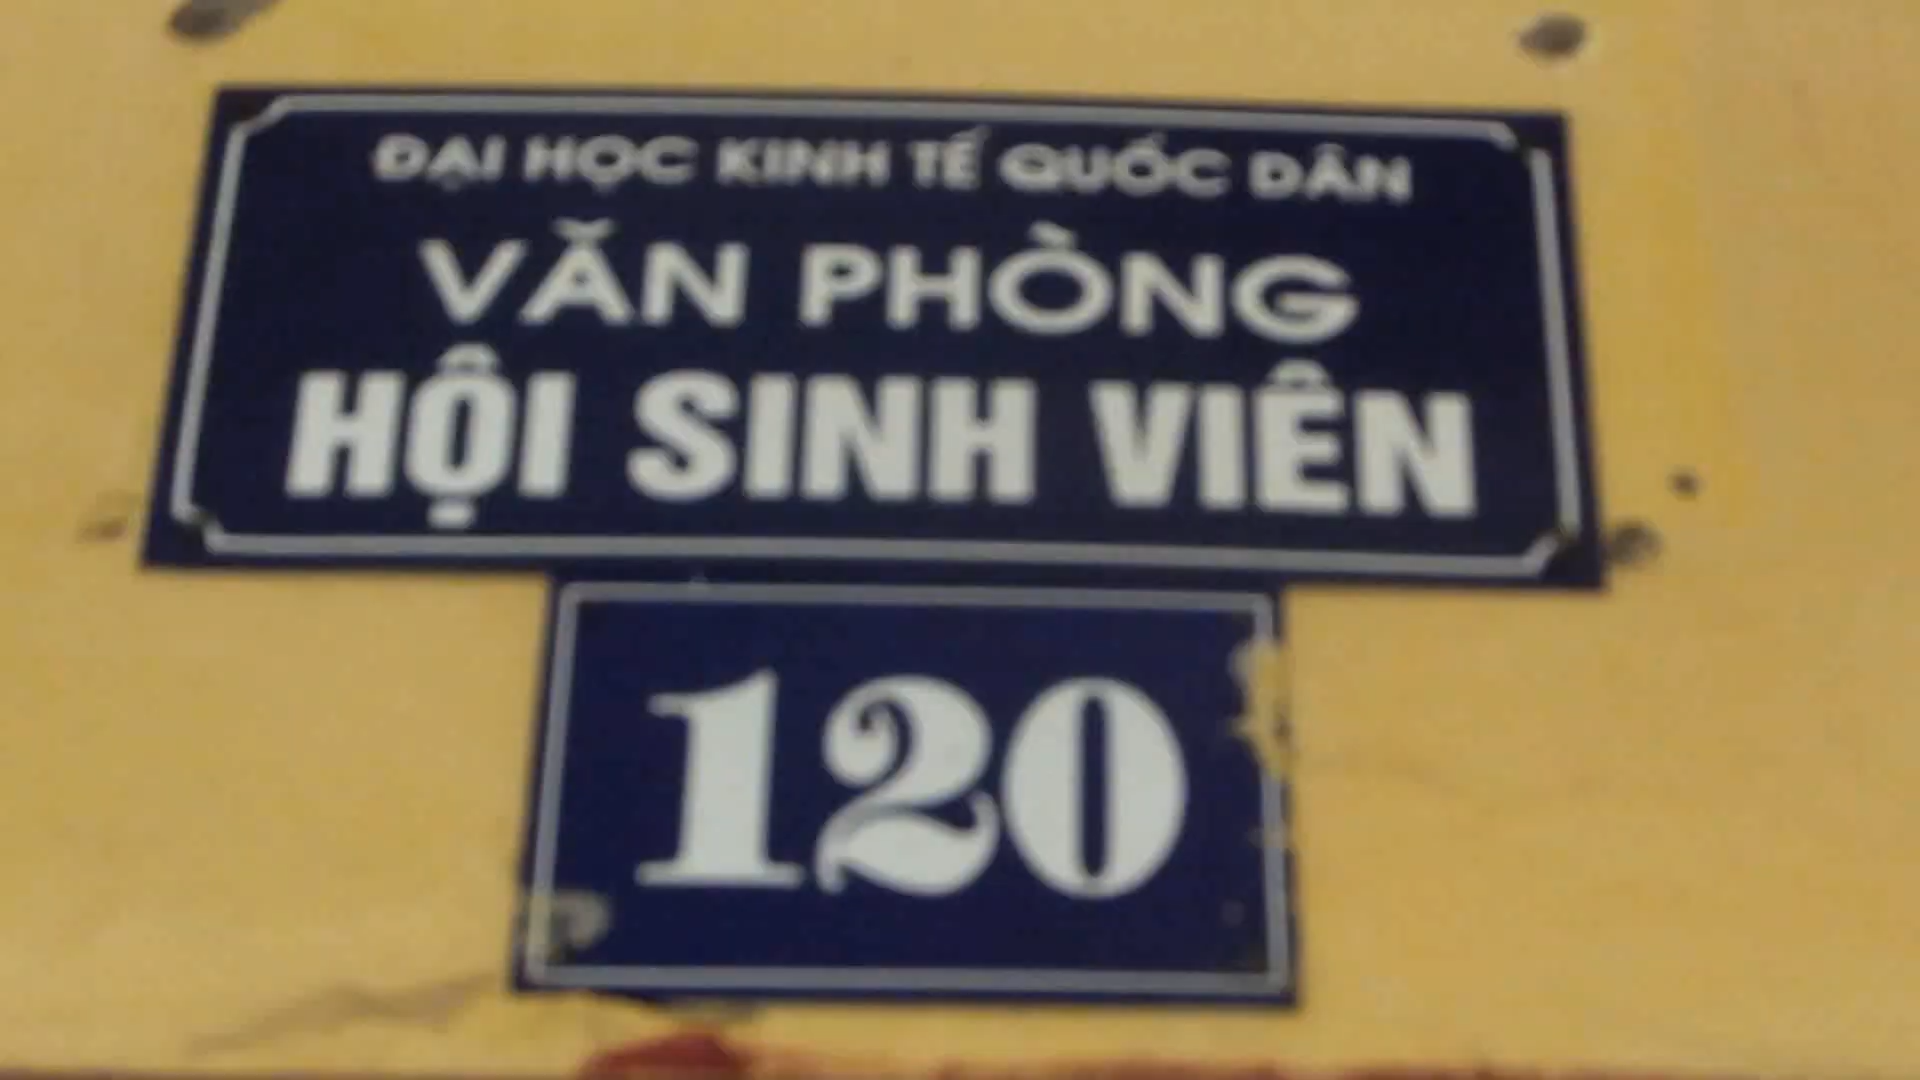 ĐẠI HỌC KINH TẾ QUỐC DÂN
VĂN PHÒNG
HỘI SINH VIÊN
120